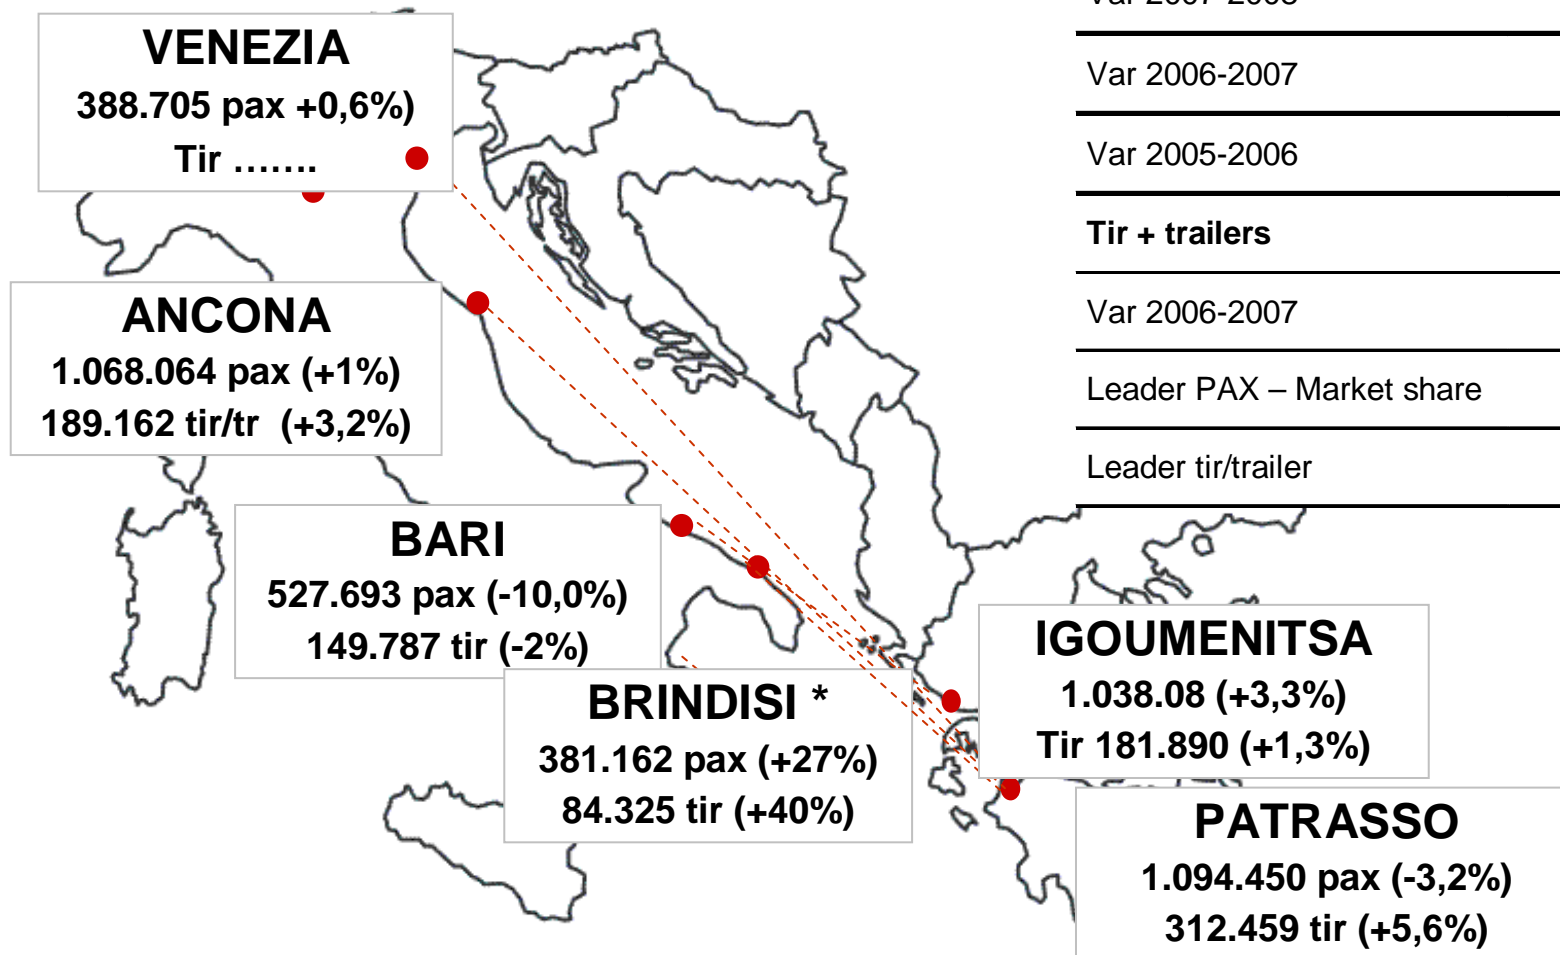 VENEZIA
388.705 pax +0,6%)
Tir …….
ANCONA
1.068.064 pax (+1%)
189.162 tir/tr (+3,2%)
BARI
527.693 pax (-10,0%)
149.787 tir (-2%)
BRINDISI *
381.162 pax (+27%)
84.325 tir (+40%)
IGOUMENITSA
1.038.08 (+3,3%)
Tir 181.890 (+1,3%)
PATRASSO
1.094.450 pax (-3,2%)
312.459 tir (+5,6%)
Var 2006-2007
Var 2005-2006
Tir + trailers
Var 2006-2007
Leader PAX – Market share
Leader tir/trailer